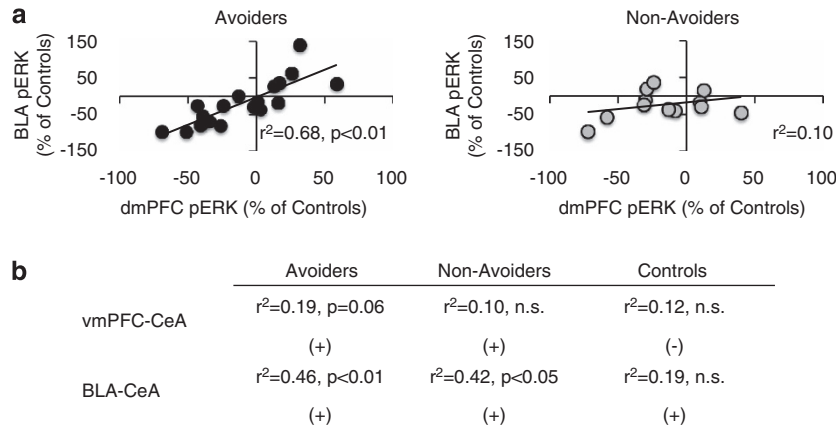 a
Avoiders
Non-Avoiders
BLA pERK
(% of Controls)
150
50
-50
-150
-100
-50
0
50
100
r²=0.68, p<0.01
dmPFC pERK (% of Controls)
BLA pERK
(% of Controls)
150
50
-50
-150
-100
-50
0
50
100
r²=0.10
dmPFC pERK (% of Controls)
b
Avoiders Non-Avoiders Controls
vmPFC-CeA r²=0.19, p=0.06 r²=0.10, n.s. r²=0.12, n.s.
(+) (+) (-)
BLA-CeA r²=0.46, p<0.01 r²=0.42, p<0.05 r²=0.19, n.s.
(+) (+) (+)